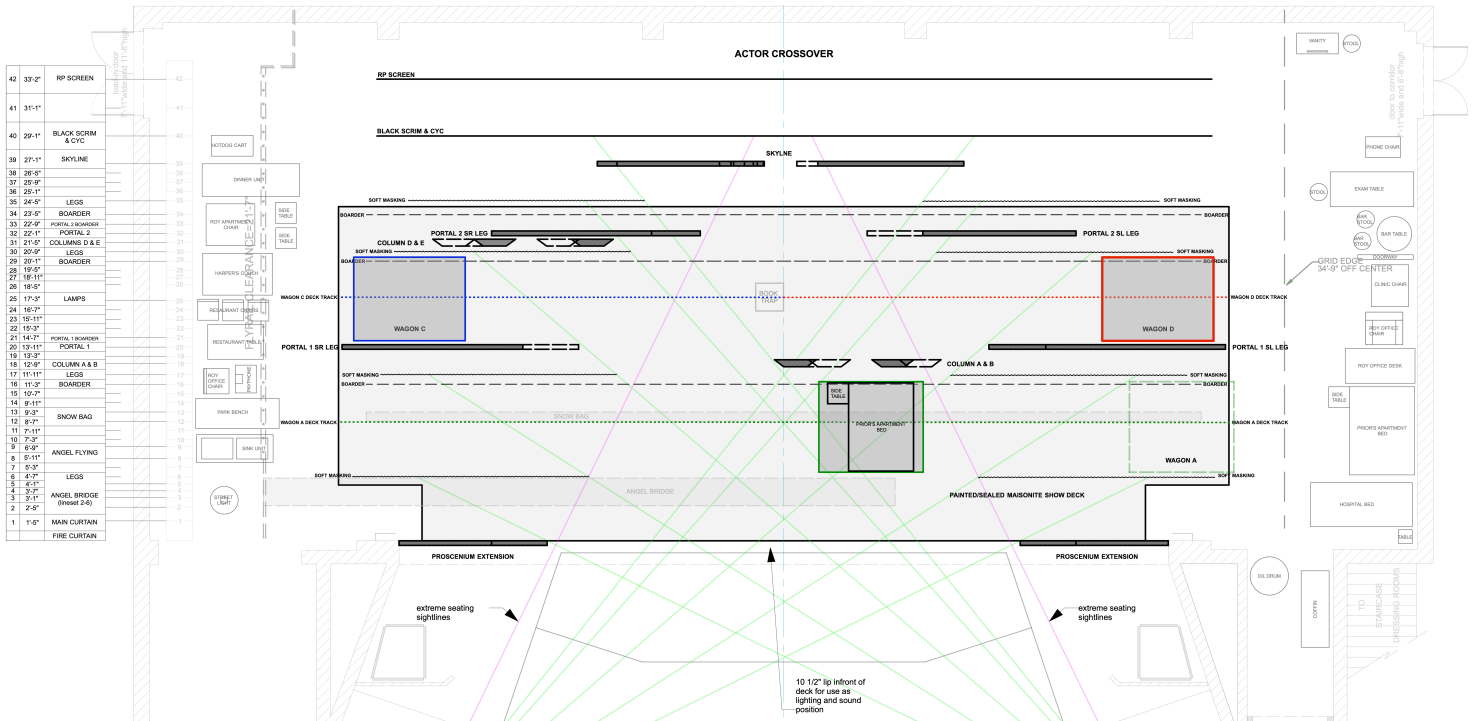 ACTOR CROSSOVER
RP SCREEN
BLACK SCRIM & CYC
SKYLNE
42 33'-2" RP SCREEN
41 31'-1"
40 29'-1" BLACK SCRIM
& CYC
39 27'-1" SKYLINE
38 26'-5"
37 25'-9"
36 25'-1"
35 24'-5" LEGS
34 23'-5" BOARDER
33 22'-9" PORTAL 2 BOARDER
32 22'-1" PORTAL 2
31 21'-5" COLUMNS D & E
30 20'-9" LEGS
29 20'-1" BOARDER
28 19'-5"
27 18'-11"
26 18'-5"
25 17'-3" LAMPS
24 16'-7"
23 15'-11"
22 15'-3"
21 14'-7" PORTAL 1 BOARDER
20 13'-11" PORTAL 1
19 13'-3"
18 12'-9" COLUMN A & B
17 11'-11" LEGS
16 11'-3" BOARDER
15 10'-7"
14 9'-11"
13 9'-3"
SNOW BAG
12 8'-7"
11 7'-11"
10 7'-3"
9 6'-9"
ANGEL FLYING
8 5'-11"
7 5'-3"
6 4'-7" LEGS
5 4'-1"
4 3'-7"
ANGEL BRIDGE
3 3'-1"
(lineset 2-6)
2 2'-5"
1 1'-5" MAIN CURTAIN
FIRE CURTAIN
7'-11"wide and 11'-6"high
HOTDOG CART
DINNER UNIT
ROY APARTMENT
CHAIR
SIDE
TABLE
SIDE
TABLE
HARPER'S COUCH
RESTAURANT CHAIRS
RESTAURANT TABLE
ROY
OFFICE
CHAIR
PAYPHONE
PARK BENCH
SINK UNIT
STREET
LIGHT
SOFT MASKING
SOFT MASKING
BOARDER
BOARDER
PORTAL 2 SR LEG
PORTAL 2 SL LEG
COLUMN D & E
SOFT MASKING
SOFT MASKING
BOARDER
BOARDER
BOOK
TRAP
WAGON C DECK TRACK
WAGON D DECK TRACK
WAGON C
WAGON D
PORTAL 1 SR LEG
PORTAL 1 SL LEG
COLUMN A & B
SOFT MASKING
SOFT MASKING
BOARDER
BOARDER
SIDE
TABLE
PRIOR'S APARTMENT
BED
SNOW BAG
WAGON A DECK TRACK
WAGON A DECK TRACK
WAGON A
SOFT MASKING
SOFT MASKING
ANGEL BRIDGE
PAINTED/SEALED MAISONITE SHOW DECK
PROSCENIUM EXTENSION
PROSCENIUM EXTENSION
extreme seating
sightlines
extreme seating
sightlines
10 1/2" lip infront of
deck for use as
lighting and sound
position
VANITY
STOOL
door to corridor
PHONE CHAIR
STOOL
EXAM TABLE
BAR
STOOL
BAR
STOOL
BAR TABLE
DOORWAY
GRID EDGE
34'-9" OFF CENTER
CLINIC CHAIR
ROY OFFICE
CHAIR
ROY OFFICE DESK
SIDE
TABLE
PRIOR'S APARTMENT
BED
HOSPITAL BED
TABLE
OIL DRUM
COFFIN
TO
STAIRCASE
DRESSING ROOMS